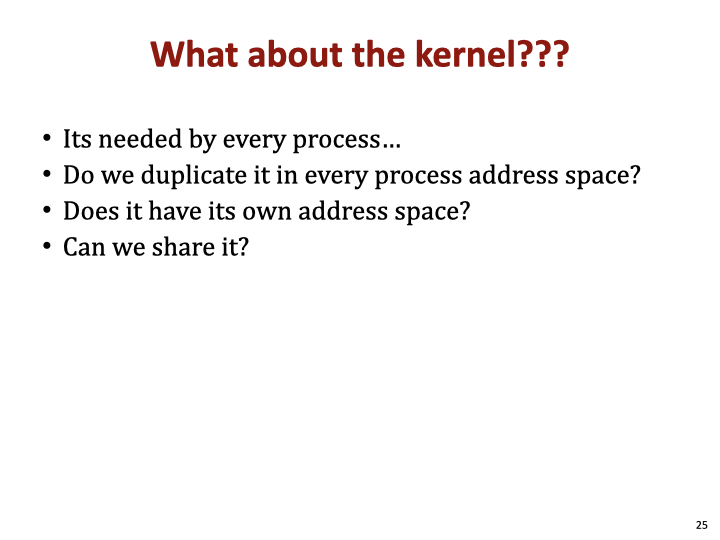 What about the kernel???
• Its needed by every process…
• Do we duplicate it in every process address space?
• Does it have its own address space?
• Can we share it?
25